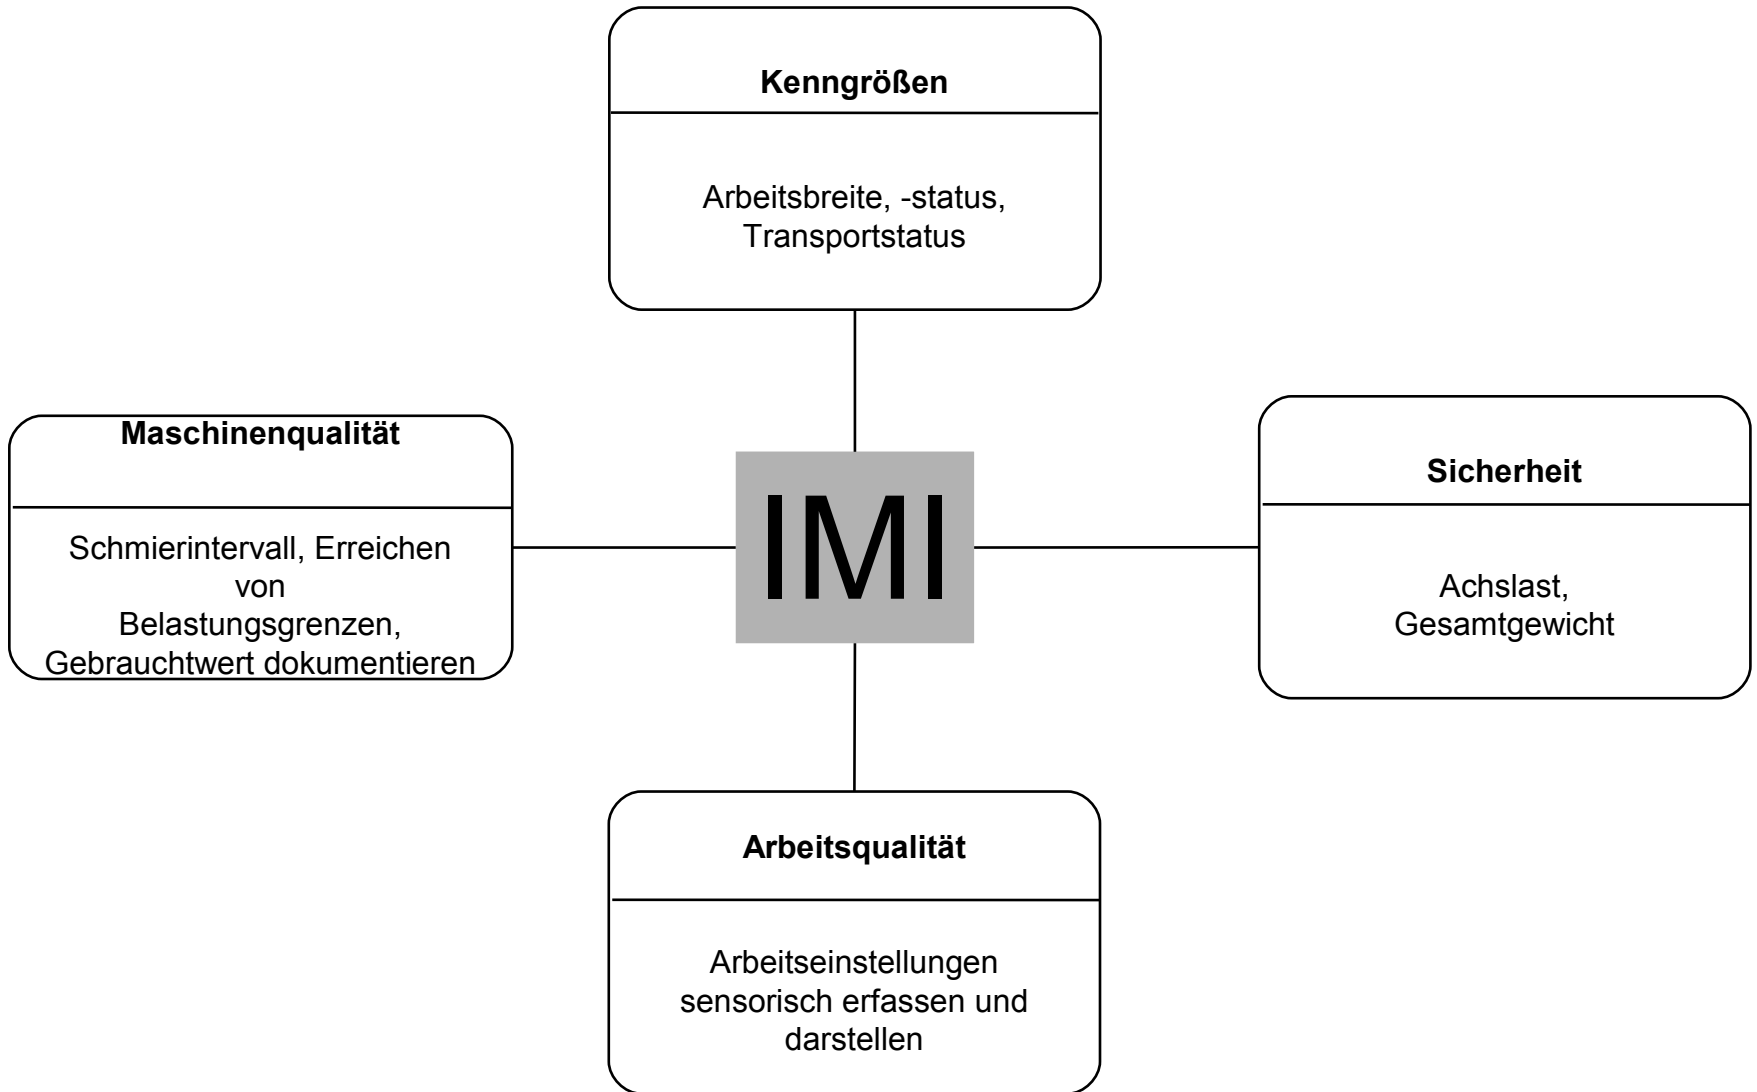 Kenngrößen
Arbeitsbreite, -status,
Transportstatus
Maschinenqualität
Schmierintervall, Erreichen
von
Belastungsgrenzen,
Gebrauchtwert dokumentieren
IMI
Sicherheit
Achslast,
Gesamtgewicht
Arbeitsqualität
Arbeitseinstellungen
sensorisch erfassen und
darstellen